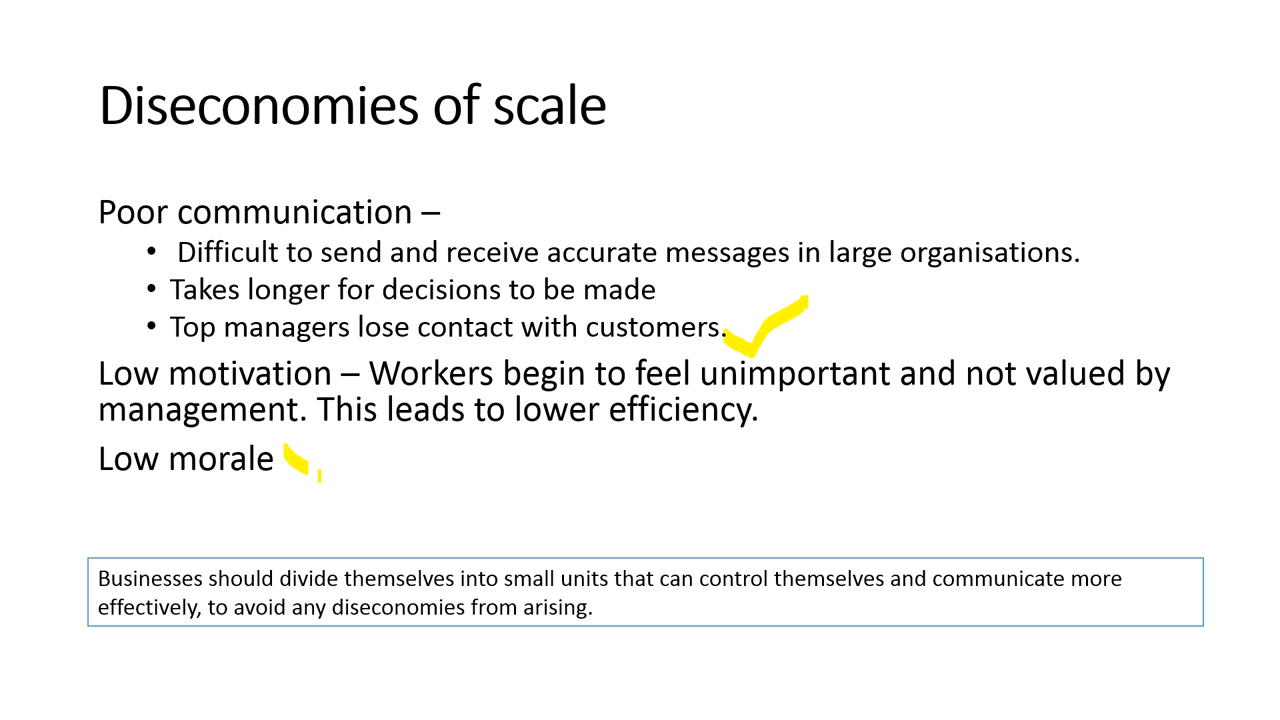 Diseconomies of scale
Poor communication –
• Difficult to send and receive accurate messages in large organisations.
• Takes longer for decisions to be made
• Top managers lose contact with customers.
Low motivation – Workers begin to feel unimportant and not valued by
management. This leads to lower efficiency.
Low morale
Businesses should divide themselves into small units that can control themselves and communicate more
effectively, to avoid any diseconomies from arising.